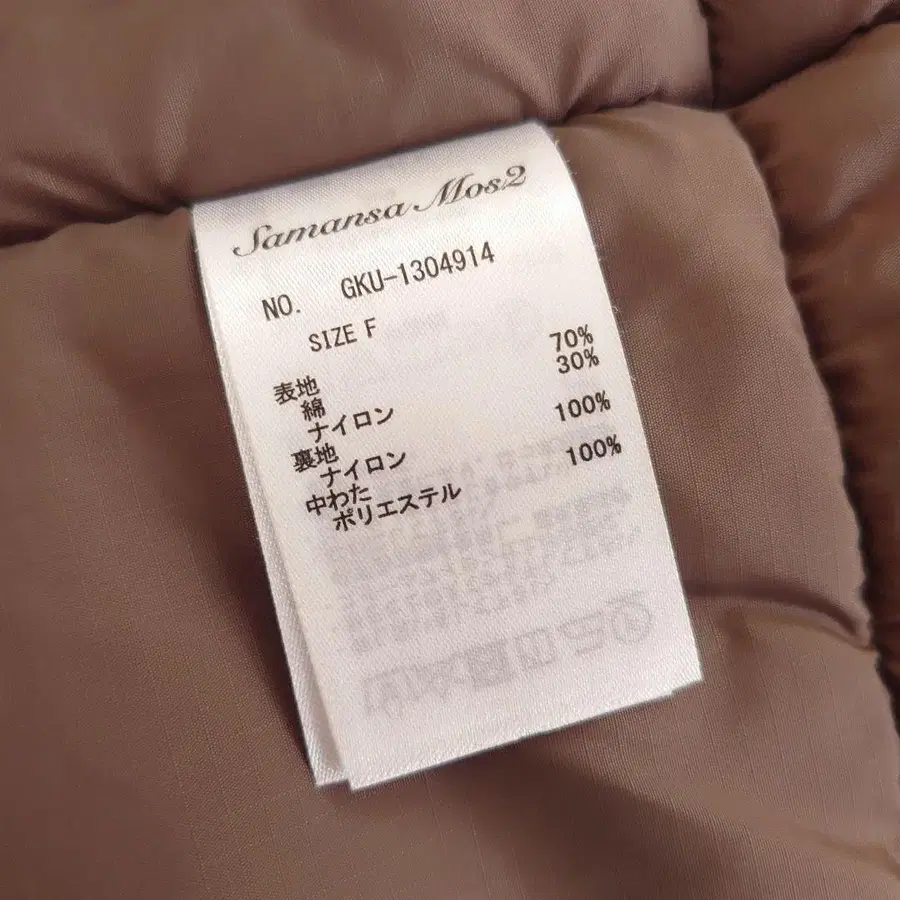 Samansa Mos2
NO. GKU-1304914
SIZE F
表地
綿 70%
ナイロン 30%
裏地
ナイロン 100%
中わた
ポリエステル 100%